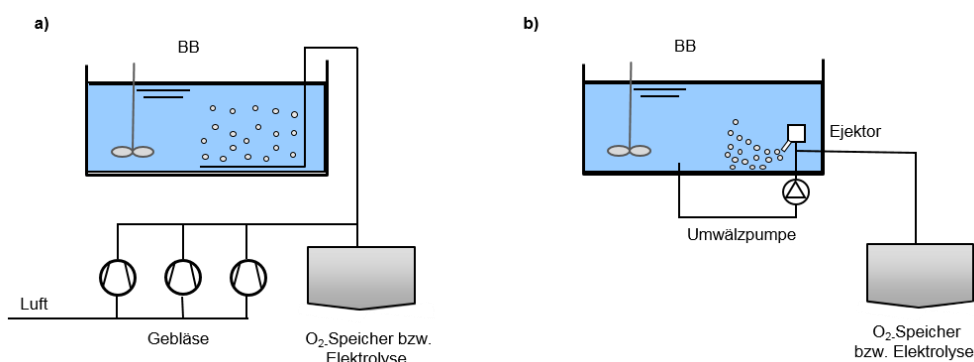 a)
BB
Luft
Gebläse
O₂-Speicher bzw.
Elektrolyse
b)
BB
Ejektor
Umwälzpumpe
O₂-Speicher
bzw. Elektrolyse